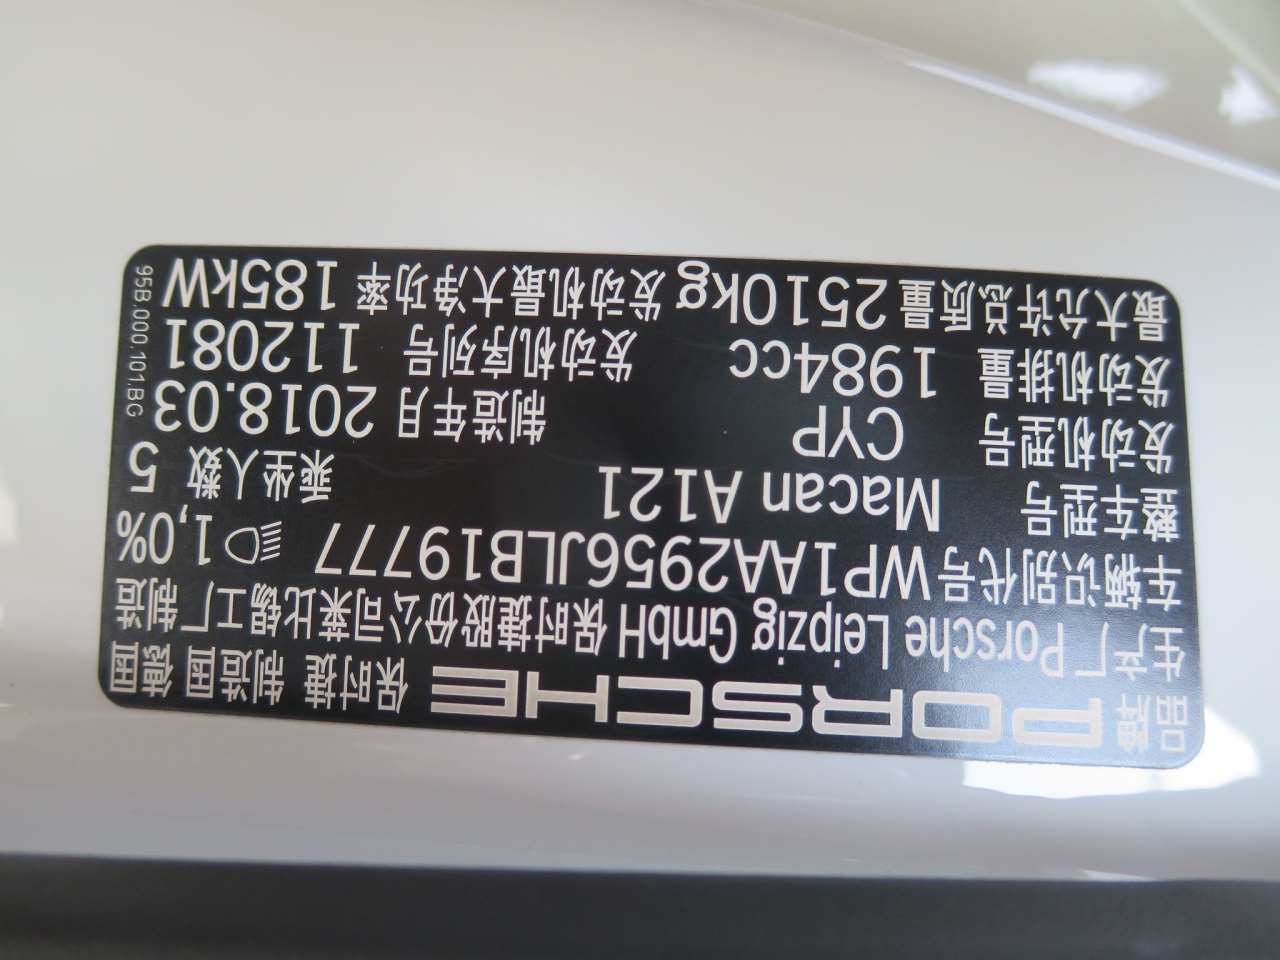 品牌 PORSCHE 保时捷 德国制造
生产厂 Porsche Leipzig GmbH 保时捷股份公司莱比锡工厂制造
车辆识别代号 WP1AA2956JLB19777 1,0%
整车型号 Macan A121 乘坐人数 5
发动机型号 CYP 制造年月 2018.03
发动机排量 1984cc 发动机序列号 112081
最大允许总质量 2510kg 发动机最大净功率 185kW
95B.000.101.BG